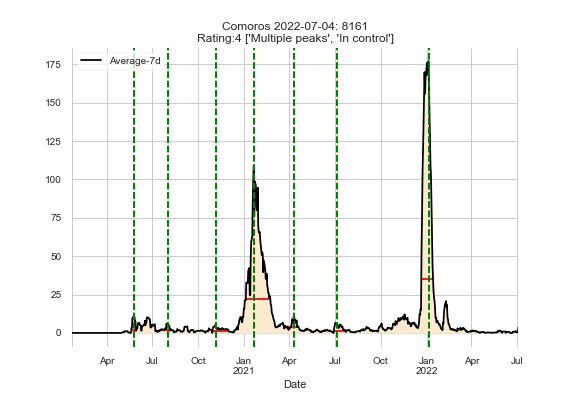 Comoros 2022-07-04: 8161
Rating:4 ['Multiple peaks', 'In control']
Average-7d
175
150
125
100
75
50
25
0
Apr Jul Oct Jan Apr Jul Oct Jan Apr Jul
2021 2022
Date